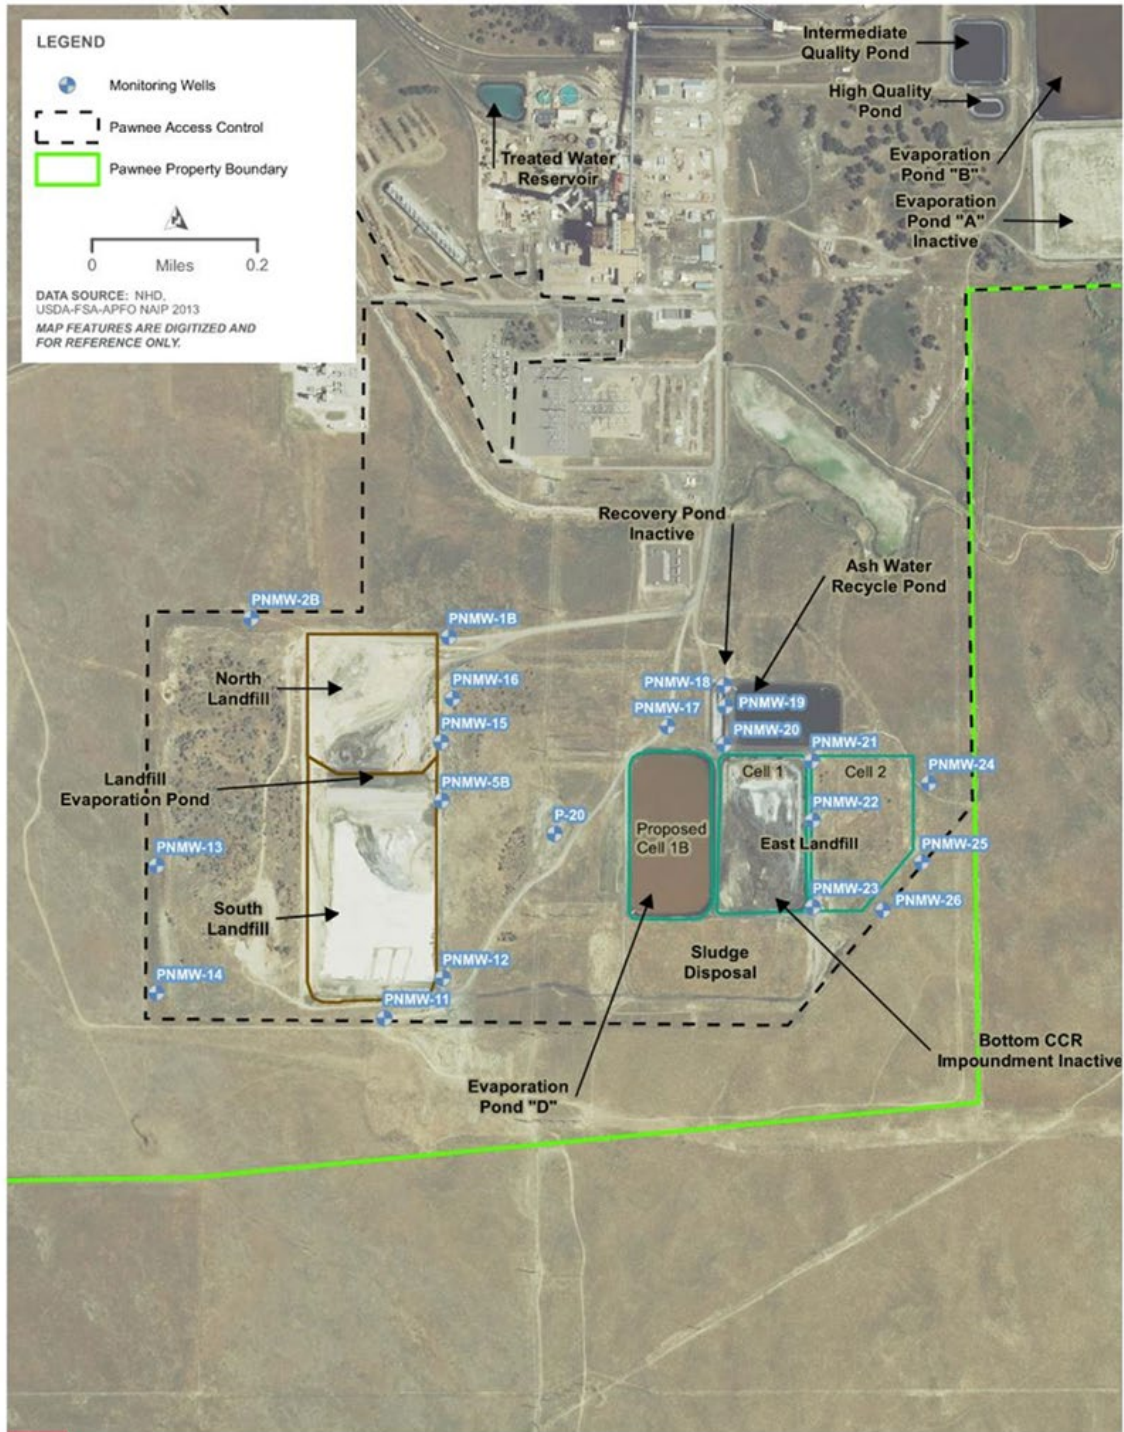 LEGEND
Monitoring Wells
Pawnee Access Control
Pawnee Property Boundary
0 Miles 0.2
DATA SOURCE: NHD,
USDA-FSA-APFO NAIP 2013
MAP FEATURES ARE DIGITIZED AND
FOR REFERENCE ONLY.
Intermediate
Quality Pond
High Quality
Pond
Treated Water
Reservoir
Evaporation
Pond "B"
Evaporation
Pond "A"
Inactive
Recovery Pond
Inactive
Ash Water
Recycle Pond
PNMW-2B
PNMW-1B
North
Landfill
PNMW-16
PNMW-15
PNMW-18
PNMW-19
PNMW-17
PNMW-20
PNMW-21
Landfill
Evaporation Pond
PNMW-5B
Cell 1
Cell 2
PNMW-24
PNMW-22
P-20
Proposed
Cell 1B
East Landfill
PNMW-25
PNMW-13
PNMW-23
PNMW-26
South
Landfill
Sludge
Disposal
PNMW-14
PNMW-12
PNMW-11
Bottom CCR
Impoundment Inactive
Evaporation
Pond "D"